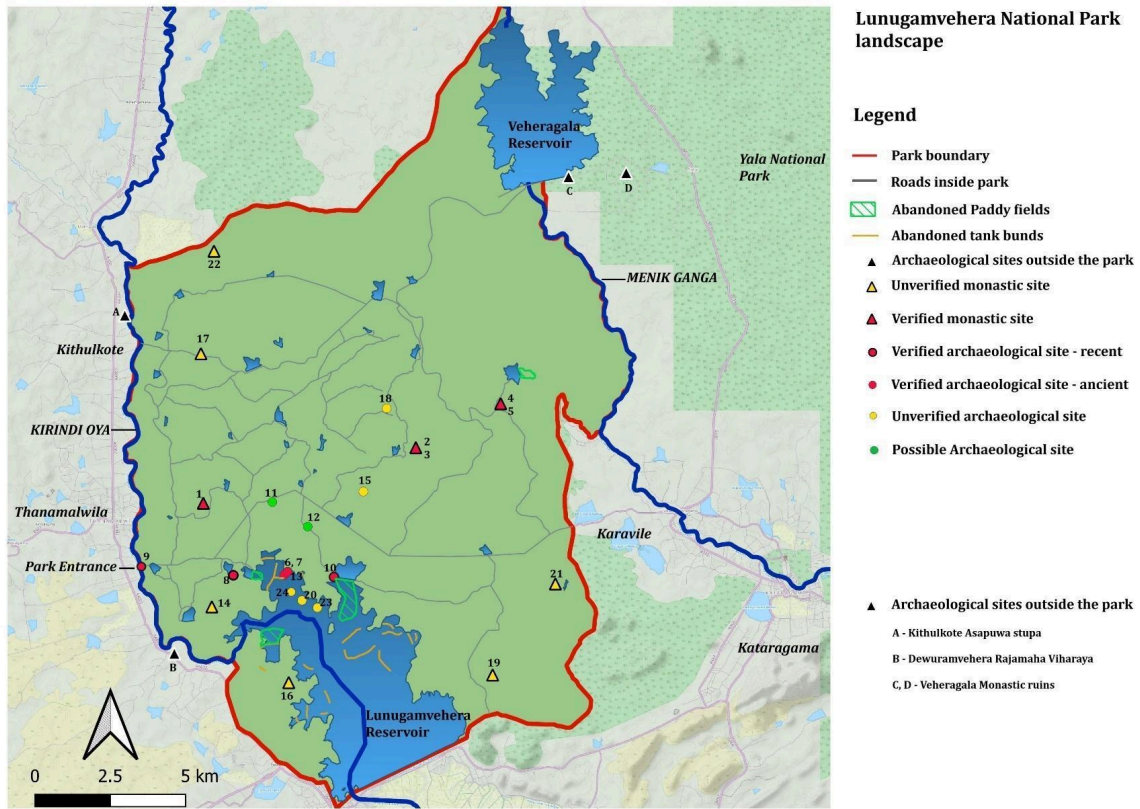 Lunugamvehera National Park
landscape
Legend
Park boundary
Roads inside park
Abandoned Paddy fields
Abandoned tank bunds
Archaeological sites outside the park
Unverified monastic site
Verified monastic site
Verified archaeological site - recent
Verified archaeological site - ancient
Unverified archaeological site
Possible Archaeological site
Archaeological sites outside the park
A - Kithulkote Asapuwa stupa
B - Dewuramvehera Rajamaha Viharaya
C, D - Veheragala Monastic ruins
Veheragala
Reservoir
Yala National
Park
C
D
22
MENIK GANGA
A
Kithulkote
17
KIRINDI OYA
18
4
5
2
3
15
1
11
12
Thanamalwila
Karavile
9
Park Entrance
8
6, 7
13
10
21
14
24
20
23
B
Kataragama
16
19
Lunugamvehera
Reservoir
0
2.5
5 km